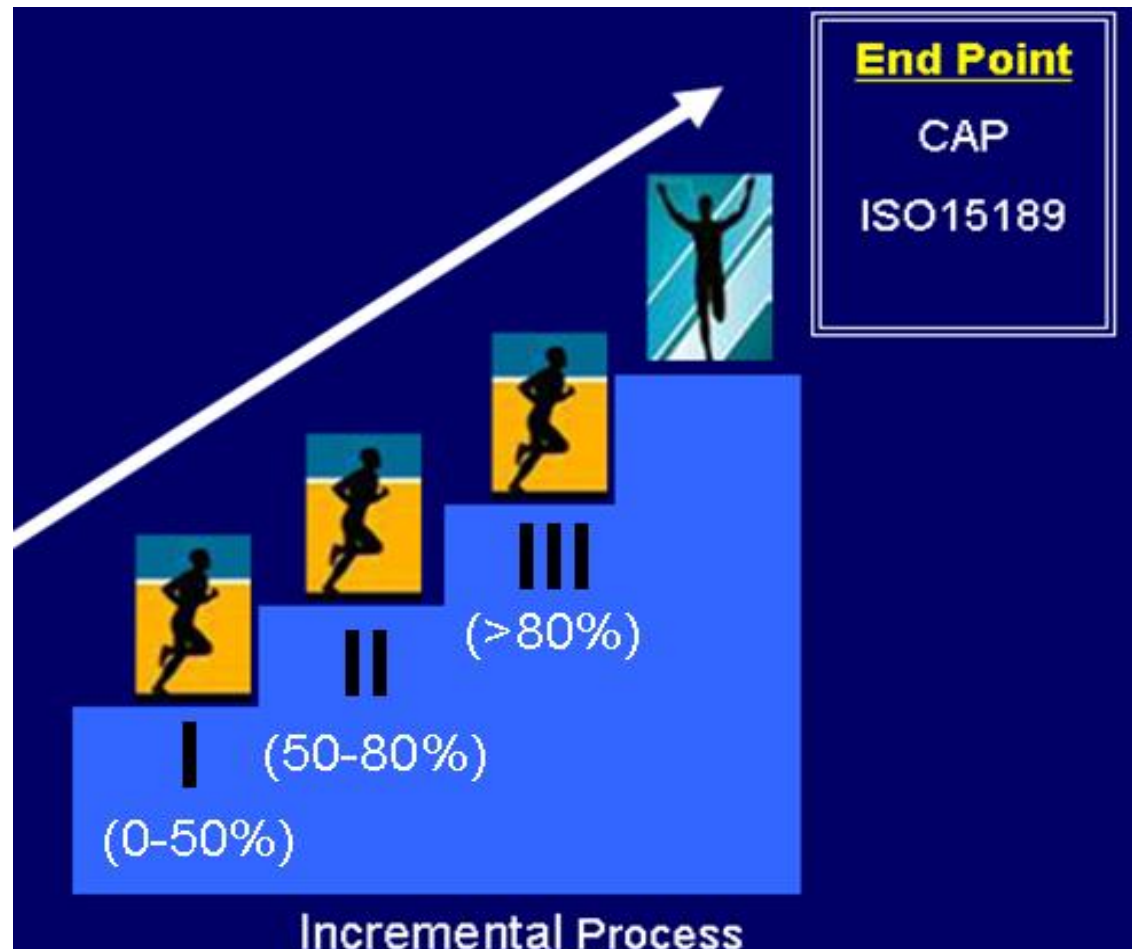 End Point
CAP
ISO15189
III
(>80%)
II
(50-80%)
I
(0-50%)
Incremental Process